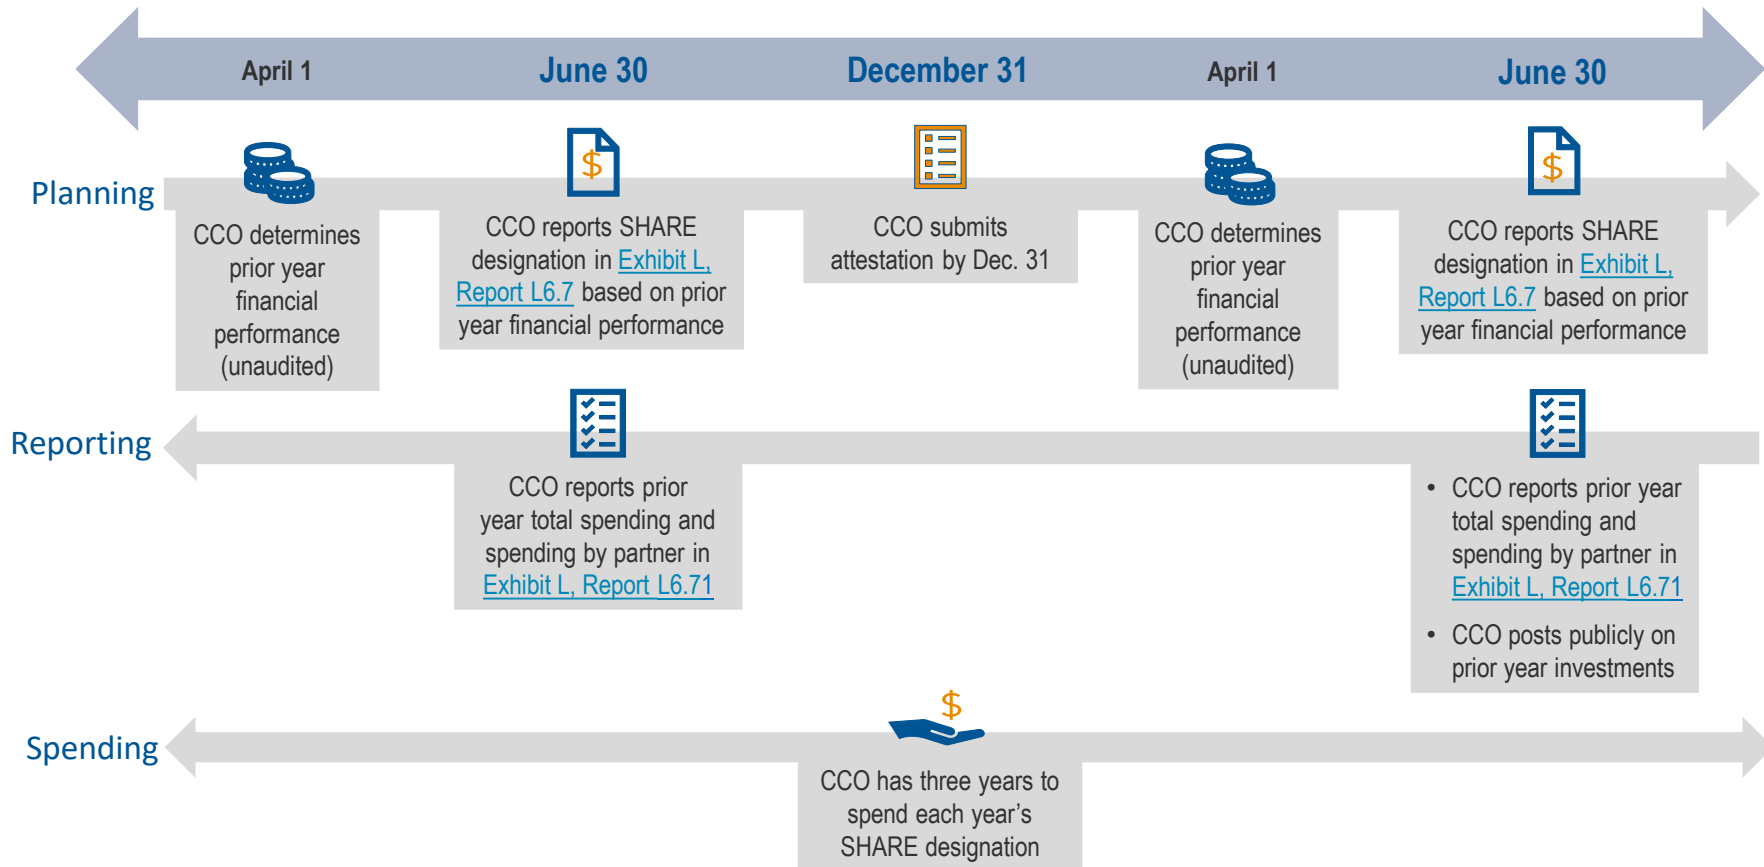 April 1
June 30
December 31
April 1
June 30
Planning
CCO determines
prior year
financial
performance
(unaudited)
$
CCO reports SHARE
designation in Exhibit L,
Report L6.7 based on prior
year financial performance
CCO submits
attestation by Dec. 31
CCO determines
prior year
financial
performance
(unaudited)
$
CCO reports SHARE
designation in Exhibit L,
Report L6.7 based on prior
year financial performance
Reporting
CCO reports prior
year total spending and
spending by partner in
Exhibit L, Report L6.71
• CCO reports prior year
total spending and
spending by partner in
Exhibit L, Report L6.71
• CCO posts publicly on
prior year investments
Spending
$
CCO has three years to
spend each year’s
SHARE designation